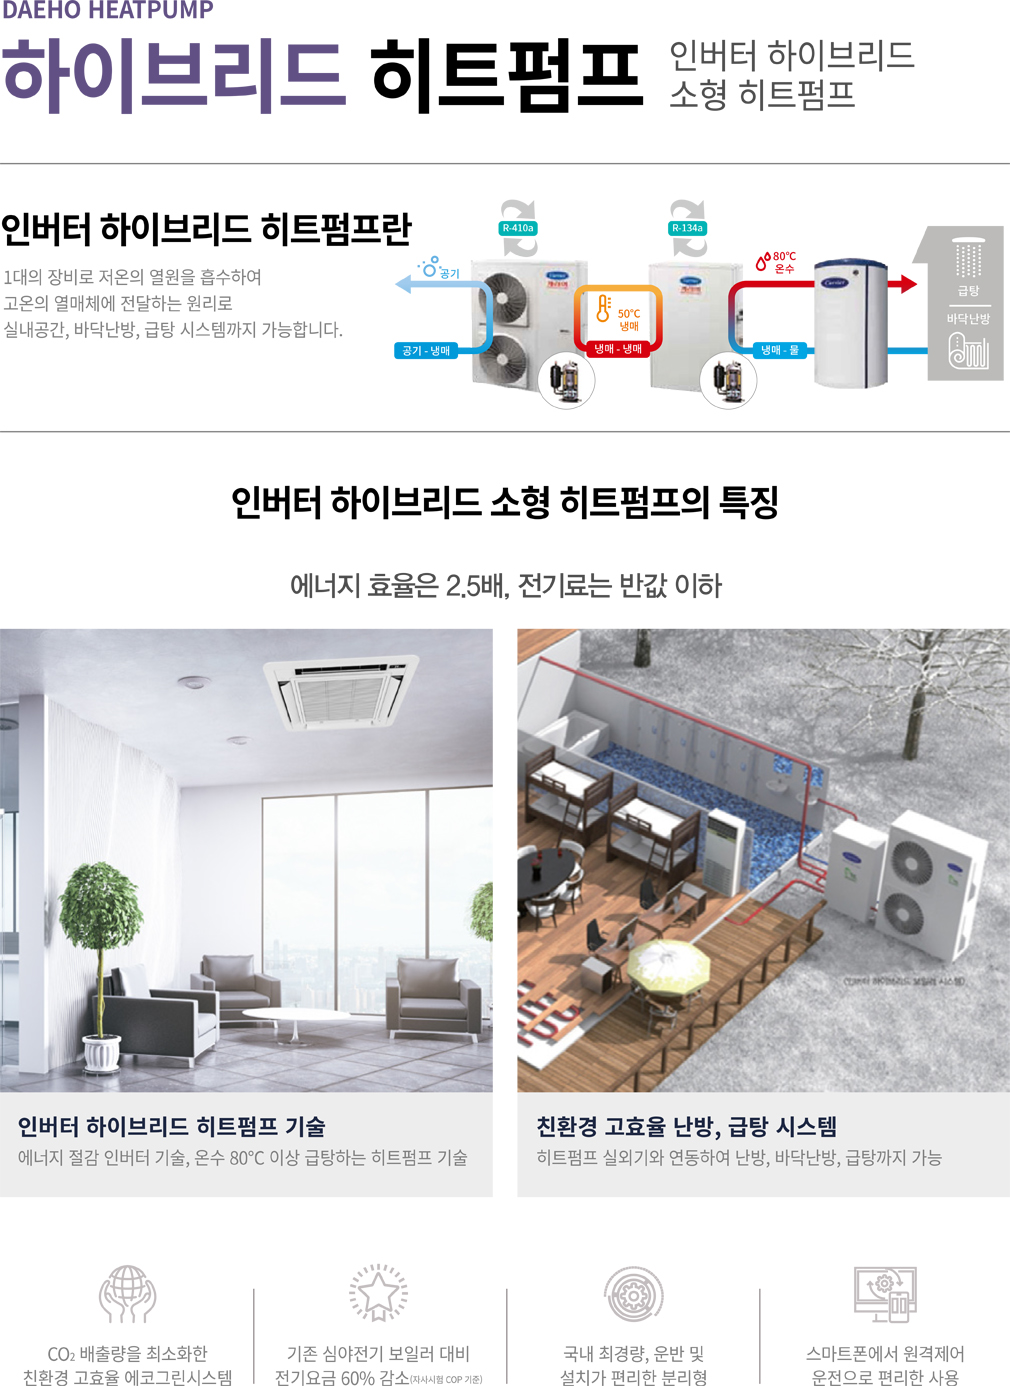 DAEHO HEATPUMP
하이브리드 히트펌프
인버터 하이브리드
소형 히트펌프
인버터 하이브리드 히트펌프란
1대의 장비로 저온의 열원을 흡수하여
고온의 열매체에 전달하는 원리로
실내공간, 바닥난방, 급탕 시스템까지 가능합니다.
R-410a
R-134a
공기
80℃
온수
50℃
냉매
공기 - 냉매
냉매 - 냉매
냉매 - 물
Carrier
급탕
바닥난방
인버터 하이브리드 소형 히트펌프의 특징
에너지 효율은 2.5배, 전기료는 반값 이하
(인버터 하이브리드 보일러 시스템)
인버터 하이브리드 히트펌프 기술
에너지 절감 인버터 기술, 온수 80℃ 이상 급탕하는 히트펌프 기술
친환경 고효율 난방, 급탕 시스템
히트펌프 실외기와 연동하여 난방, 바닥난방, 급탕까지 가능
CO₂ 배출량을 최소화한
친환경 고효율 에코그린시스템
기존 심야전기 보일러 대비
전기요금 60% 감소(자사시험 COP 기준)
국내 최경량, 운반 및
설치가 편리한 분리형
스마트폰에서 원격제어
운전으로 편리한 사용